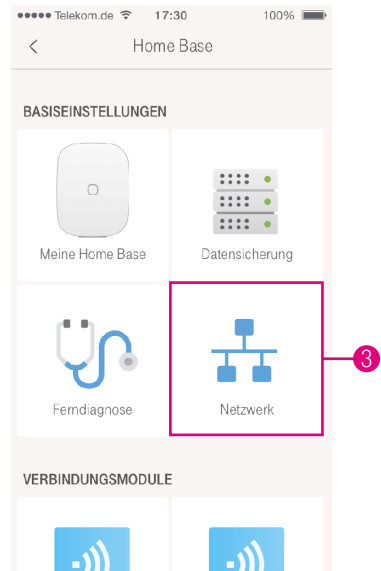 Telekom.de 17:30 100%
Home Base
BASISEINSTELLUNGEN
Meine Home Base
Datensicherung
Ferndiagnose
Netzwerk
3
VERBINDUNGSMODULE